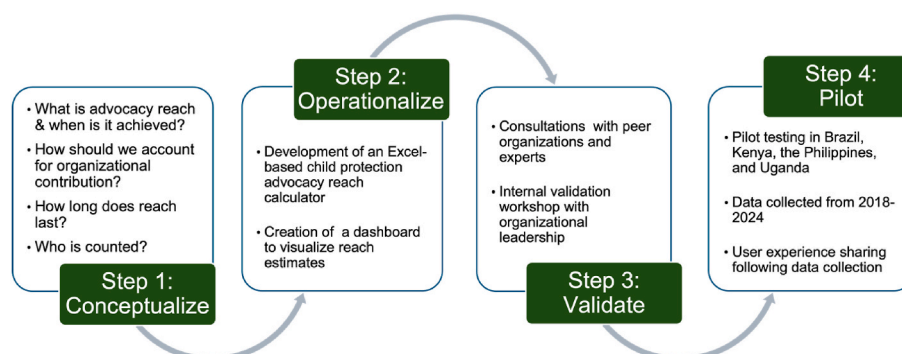 • What is advocacy reach
& when is it achieved?
• How should we account
for organizational
contribution?
• How long does reach
last?
• Who is counted?
Step 1:
Conceptualize
Step 2:
Operationalize
• Development of an Excel-
based child protection
advocacy reach
calculator
• Creation of a dashboard
to visualize reach
estimates
• Consultations with peer
organizations and
experts
• Internal validation
workshop with
organizational
leadership
Step 3:
Validate
Step 4:
Pilot
• Pilot testing in Brazil,
Kenya, the Philippines,
and Uganda
• Data collected from 2018-
2024
• User experience sharing
following data collection